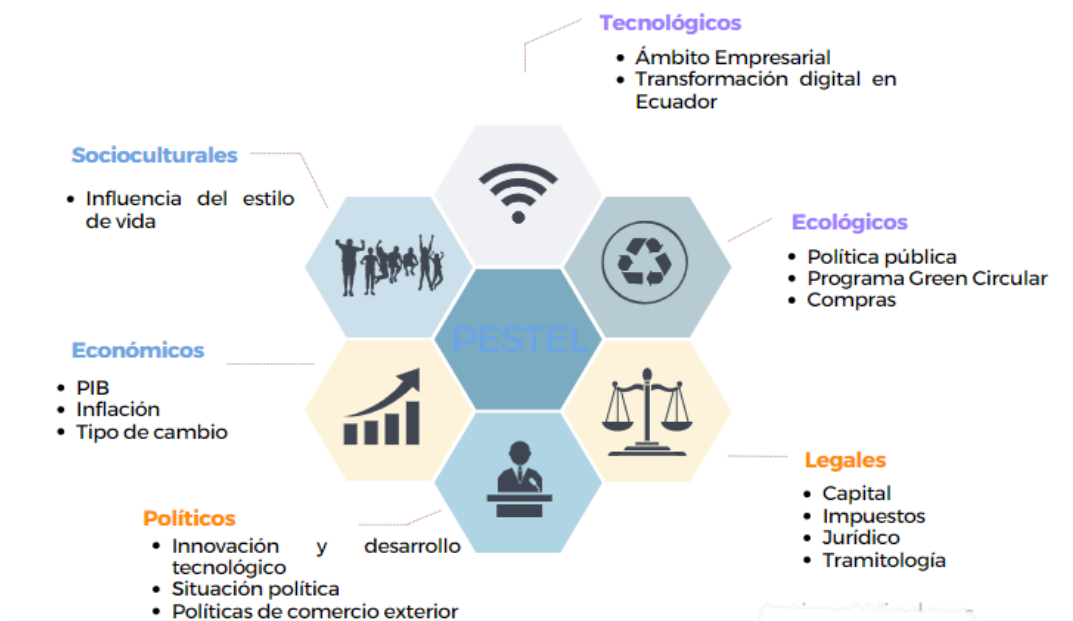 Tecnológicos
• Ámbito Empresarial
• Transformación digital en
Ecuador
Socioculturales
• Influencia del estilo
de vida
Ecológicos
• Política pública
• Programa Green Circular
• Compras
PESTEL
Económicos
• PIB
• Inflación
• Tipo de cambio
Legales
• Capital
• Impuestos
• Jurídico
• Tramitología
Políticos
• Innovación y desarrollo
tecnológico
• Situación política
• Políticas de comercio exterior